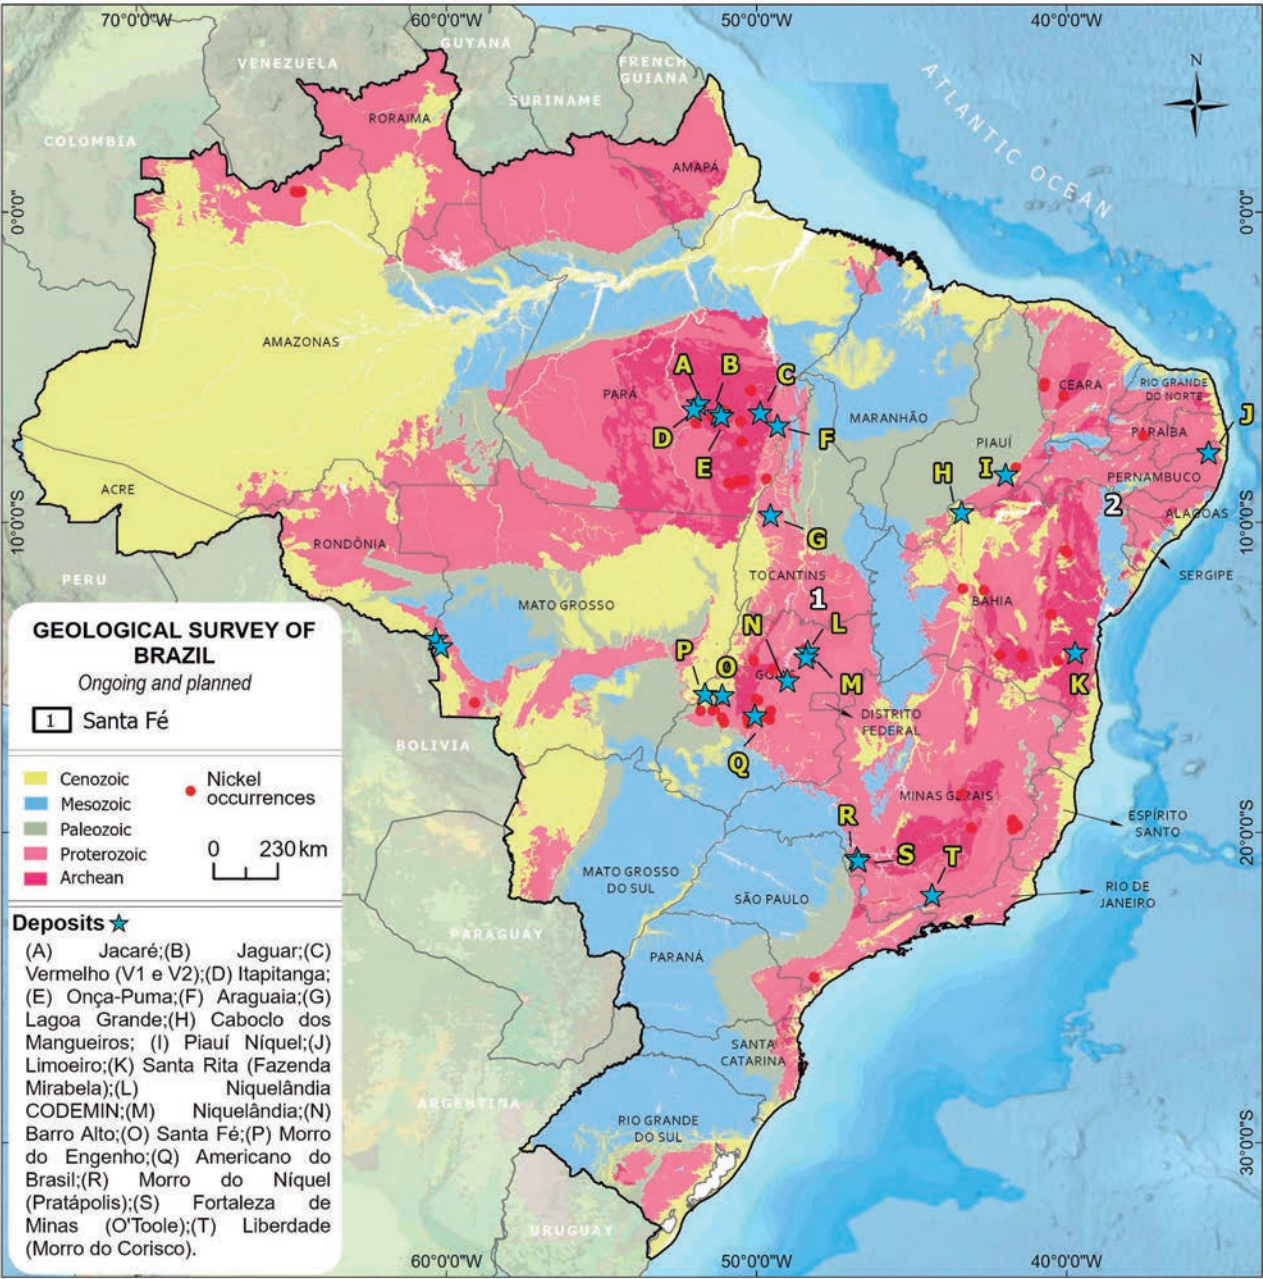 70°0'0"W 60°0'0"W 50°0'0"W 40°0'0"W
GUYANA
VENEZUELA
FRENCH
GUIANA
SURINAME
N
ATLANTIC OCEAN
COLOMBIA
RORAIMA
AMAPÁ
0°0'0" 0°0'0"
AMAZONAS
A B C
PARÁ
CEARA
RIO GRANDE
DO NORTE
J
MARANHÃO
D F
PARAÍBA
PIAUÍ
E
H I
PERNAMBUCO
ACRE
2
ALAGOAS
10°0'0"S 10°0'0"S
RONDÔNIA
G
PERU
TOCANTINS
SERGIPE
1
MATO GROSSO
BAHIA
N L
P O
GOIÁS
M K
DISTRITO
FEDERAL
BOLIVIA
Q
MINAS GERAIS
R
ESPÍRITO
SANTO
20°0'0"S 20°0'0"S
S T
MATO GROSSO
DO SUL
SÃO PAULO
RIO DE
JANEIRO
PARAGUAY
PARANÁ
SANTA
CATARINA
ARGENTINA
RIO GRANDE
DO SUL
30°0'0"S
URUGUAY
60°0'0"W 50°0'0"W 40°0'0"W
GEOLOGICAL SURVEY OF
BRAZIL
Ongoing and planned
1 Santa Fé
Cenozoic
Mesozoic
Paleozoic
Proterozoic
Archean
Nickel
occurrences
0 230 km
Deposits
(A) Jacaré;(B) Jaguar;(C)
Vermelho (V1 e V2);(D) Itapitanga;
(E) Onça-Puma;(F) Araguaia;(G)
Lagoa Grande;(H) Caboclo dos
Mangueiros; (I) Piauí Níquel;(J)
Limoeiro;(K) Santa Rita (Fazenda
Mirabela);(L) Niquelândia
CODEMIN;(M) Niquelândia;(N)
Barro Alto;(O) Santa Fé;(P) Morro
do Engenho;(Q) Americano do
Brasil;(R) Morro do Níquel
(Pratápolis);(S) Fortaleza de
Minas (O'Toole);(T) Liberdade
(Morro do Corisco).